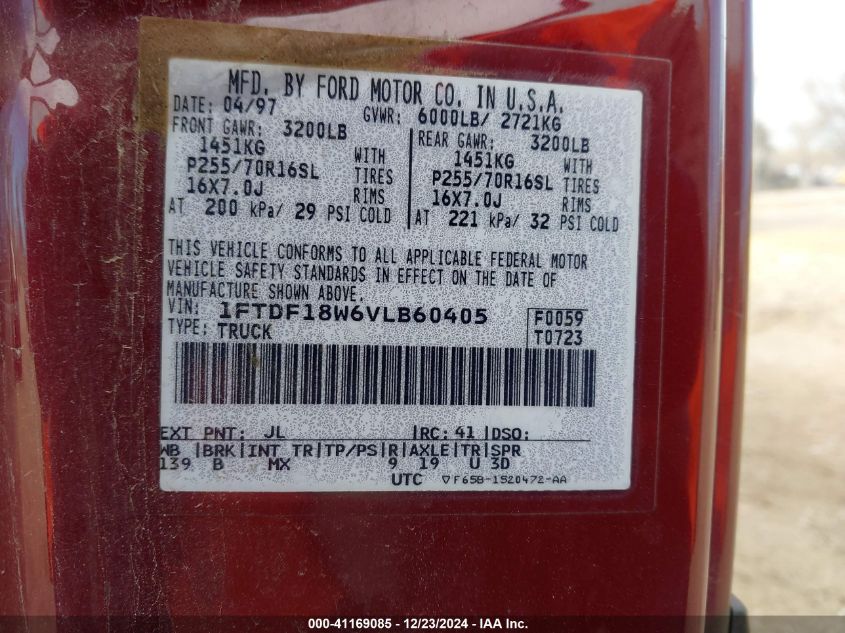 MFD. BY FORD MOTOR CO. IN U.S.A.
DATE: 04/97 GVWR: 6000LB/ 2721KG
FRONT GAWR: 3200LB REAR GAWR: 3200LB
1451KG WITH 1451KG WITH
P255/70R16SL TIRES P255/70R16SL TIRES
16X7.0J RIMS 16X7.0J RIMS
AT 200 kPa/ 29 PSI COLD AT 221 kPa/ 32 PSI COLD
THIS VEHICLE CONFORMS TO ALL APPLICABLE FEDERAL MOTOR
VEHICLE SAFETY STANDARDS IN EFFECT ON THE DATE OF
MANUFACTURE SHOWN ABOVE.
VIN: 1FTDF18W6VLB60405 F0059
TYPE: TRUCK T0723
EXT PNT: JL |RC: 41 |DSO:
WB |BRK|INT TR|TP/PS|R|AXLE|TR|SPR
139 B MX 9 19 U 3D
UTC ▽F65B-1520472-AA
000-41169085 - 12/23/2024 - IAA Inc.